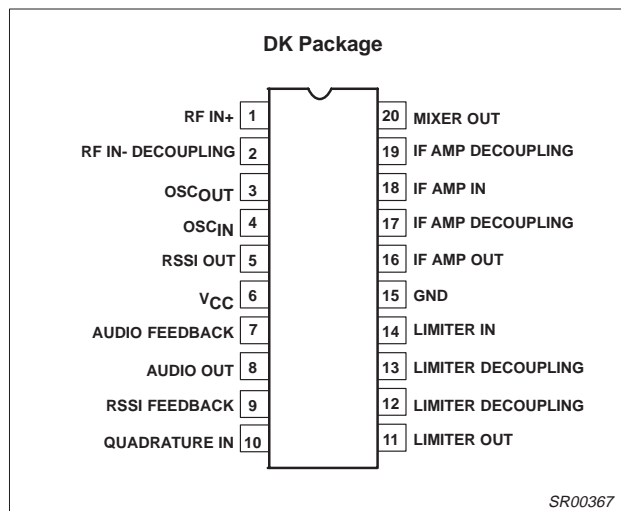 DK Package
RF IN+ 1 20 MIXER OUT
RF IN- DECOUPLING 2 19 IF AMP DECOUPLING
OSCOUT 3 18 IF AMP IN
OSCIN 4 17 IF AMP DECOUPLING
RSSI OUT 5 16 IF AMP OUT
VCC 6 15 GND
AUDIO FEEDBACK 7 14 LIMITER IN
AUDIO OUT 8 13 LIMITER DECOUPLING
RSSI FEEDBACK 9 12 LIMITER DECOUPLING
QUADRATURE IN 10 11 LIMITER OUT
SR00367